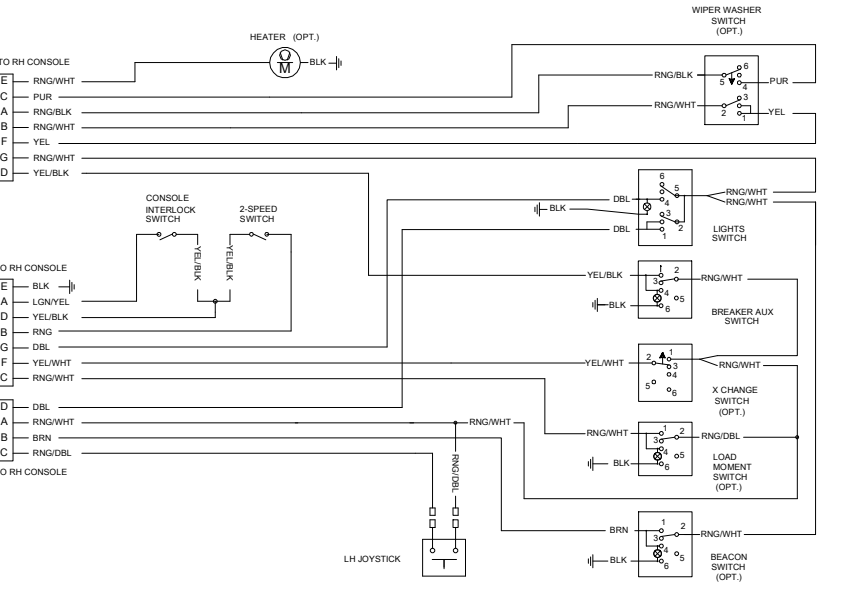 WIPER WASHER
SWITCH
(OPT.)
HEATER (OPT.)
M
BLK
TO RH CONSOLE
E RNG/WHT
C PUR
A RNG/BLK
B RNG/WHT
F YEL
G RNG/WHT
D YEL/BLK
RNG/BLK
5
6
4
PUR
RNG/WHT
2
3
1
YEL
CONSOLE
INTERLOCK
SWITCH
2-SPEED
SWITCH
YEL/BLK
YEL/BLK
6
5
DBL
4
BLK
3
DBL
2
1
RNG/WHT
RNG/WHT
LIGHTS
SWITCH
O RH CONSOLE
E BLK
A LGN/YEL
D YEL/BLK
B RNG
G DBL
F YEL/WHT
C RNG/WHT
YEL/BLK
1
2
3
4
5
6
RNG/WHT
BLK
BREAKER AUX
SWITCH
YEL/WHT
2
1
3
4
5
6
RNG/WHT
X CHANGE
SWITCH
(OPT.)
D DBL
A RNG/WHT
B BRN
C RNG/DBL
O RH CONSOLE
RNG/WHT
RNG/DBL
RNG/WHT
1
2
3
4
5
6
RNG/DBL
BLK
LOAD
MOMENT
SWITCH
(OPT.)
LH JOYSTICK
BRN
1
2
3
4
5
6
RNG/WHT
BLK
BEACON
SWITCH
(OPT.)